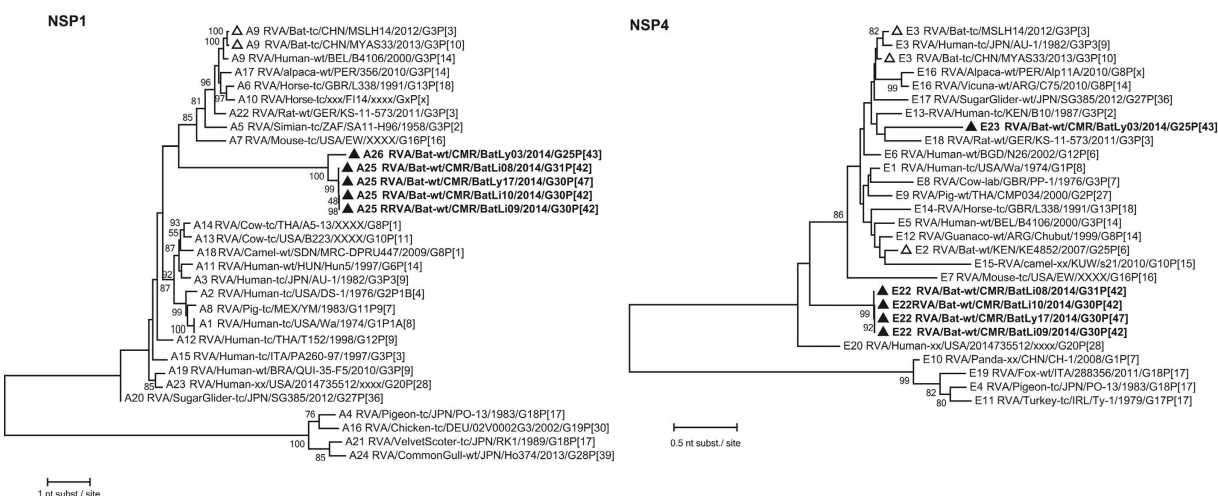 NSP1
100 A9 RVA/Bat-tc/CHN/MSLH14/2012/G3P[3]
100 A9 RVA/Bat-tc/CHN/MYAS33/2013/G3P[10]
A9 RVA/Human-wt/BEL/B4106/2000/G3P[14]
A17 RVA/alpaca-wt/PER/356/2010/G3P[14]
96 A6 RVA/Horse-tc/GBR/L338/1991/G13P[18]
97 A10 RVA/Horse-tc/xxx/FI14/xxxx/GxP[x]
81 A22 RVA/Rat-wt/GER/KS-11-573/2011/G3P[3]
85 A5 RVA/Simian-tc/ZAF/SA11-H96/1958/G3P[2]
A7 RVA/Mouse-tc/USA/EW/XXXX/G16P[16]
A26 RVA/Bat-wt/CMR/BatLy03/2014/G25P[43]
100 A25 RVA/Bat-wt/CMR/BatLi08/2014/G31P[42]
99 A25 RVA/Bat-wt/CMR/BatLy17/2014/G30P[47]
48 A25 RVA/Bat-wt/CMR/BatLi10/2014/G30P[42]
98 A25 RRVA/Bat-wt/CMR/BatLi09/2014/G30P[42]
93 A14 RVA/Cow-tc/THA/A5-13/XXXX/G8P[1]
55 A13 RVA/Cow-tc/USA/B223/XXXX/G10P[11]
87 A18 RVA/Camel-wt/SDN/MRC-DPRU447/2009/G8P[1]
A11 RVA/Human-wt/HUN/Hun5/1997/G6P[14]
92 A3 RVA/Human-tc/JPN/AU-1/1982/G3P3[9]
87 A2 RVA/Human-tc/USA/DS-1/1976/G2P1B[4]
A8 RVA/Pig-tc/MEX/YM/1983/G11P9[7]
99
100 A1 RVA/Human-tc/USA/Wa/1974/G1P1A[8]
A12 RVA/Human-tc/THA/T152/1998/G12P[9]
A15 RVA/Human-tc/ITA/PA260-97/1997/G3P[3]
A19 RVA/Human-wt/BRA/QUI-35-F5/2010/G3P[9]
85 A23 RVA/Human-xx/USA/2014735512/xxxx/G20P[28]
A20 RVA/SugarGlider-tc/JPN/SG385/2012/G27P[36]
76 A4 RVA/Pigeon-tc/JPN/PO-13/1983/G18P[17]
A16 RVA/Chicken-tc/DEU/02V0002G3/2002/G19P[30]
100 A21 RVA/VelvetScoter-tc/JPN/RK1/1989/G18P[17]
85 A24 RVA/CommonGull-wt/JPN/Ho374/2013/G28P[39]
1 nt subst / site
NSP4
82 E3 RVA/Bat-tc/MSLH14/2012/G3P[3]
E3 RVA/Human-tc/JPN/AU-1/1982/G3P3[9]
E3 RVA/Bat-tc/CHN/MYAS33/2013/G3P[10]
E16 RVA/Alpaca-wt/PER/Alp11A/2010/G8P[x]
99 E16 RVA/Vicuna-wt/ARG/C75/2010/G8P[14]
E17 RVA/SugarGlider-wt/JPN/SG385/2012/G27P[36]
E13-RVA/Human-tc/KEN/B10/1987/G3P[2]
E23 RVA/Bat-wt/CMR/BatLy03/2014/G25P[43]
E18 RVA/Rat-wt/GER/KS-11-573/2011/G3P[3]
E6 RVA/Human-wt/BGD/N26/2002/G12P[6]
E1 RVA/Human-tc/USA/Wa/1974/G1P[8]
E8 RVA/Cow-lab/GBR/PP-1/1976/G3P[7]
E9 RVA/Pig-wt/THA/CMP034/2000/G2P[27]
E14-RVA/Horse-tc/GBR/L338/1991/G13P[18]
86 E5 RVA/Human-wt/BEL/B4106/2000/G3P[14]
E12 RVA/Guanaco-wt/ARG/Chubut/1999/G8P[14]
E2 RVA/Bat-wt/KEN/KE4852/2007/G25P[6]
E15-RVA/camel-xx/KUW/s21/2010/G10P[15]
E7 RVA/Mouse-tc/USA/EW/XXXX/G16P[16]
E22 RVA/Bat-wt/CMR/BatLi08/2014/G31P[42]
E22RVA/Bat-wt/CMR/BatLi10/2014/G30P[42]
99 E22 RVA/Bat-wt/CMR/BatLy17/2014/G30P[47]
92 E22 RVA/Bat-wt/CMR/BatLi09/2014/G30P[42]
E20 RVA/Human-xx/USA/2014735512/xxxx/G20P[28]
E10 RVA/Panda-xx/CHN/CH-1/2008/G1P[7]
99 E19 RVA/Fox-wt/ITA/288356/2011/G18P[17]
82 E4 RVA/Pigeon-tc/JPN/PO-13/1983/G18P[17]
80 E11 RVA/Turkey-tc/IRL/Ty-1/1979/G17P[17]
0.5 nt subst./ site